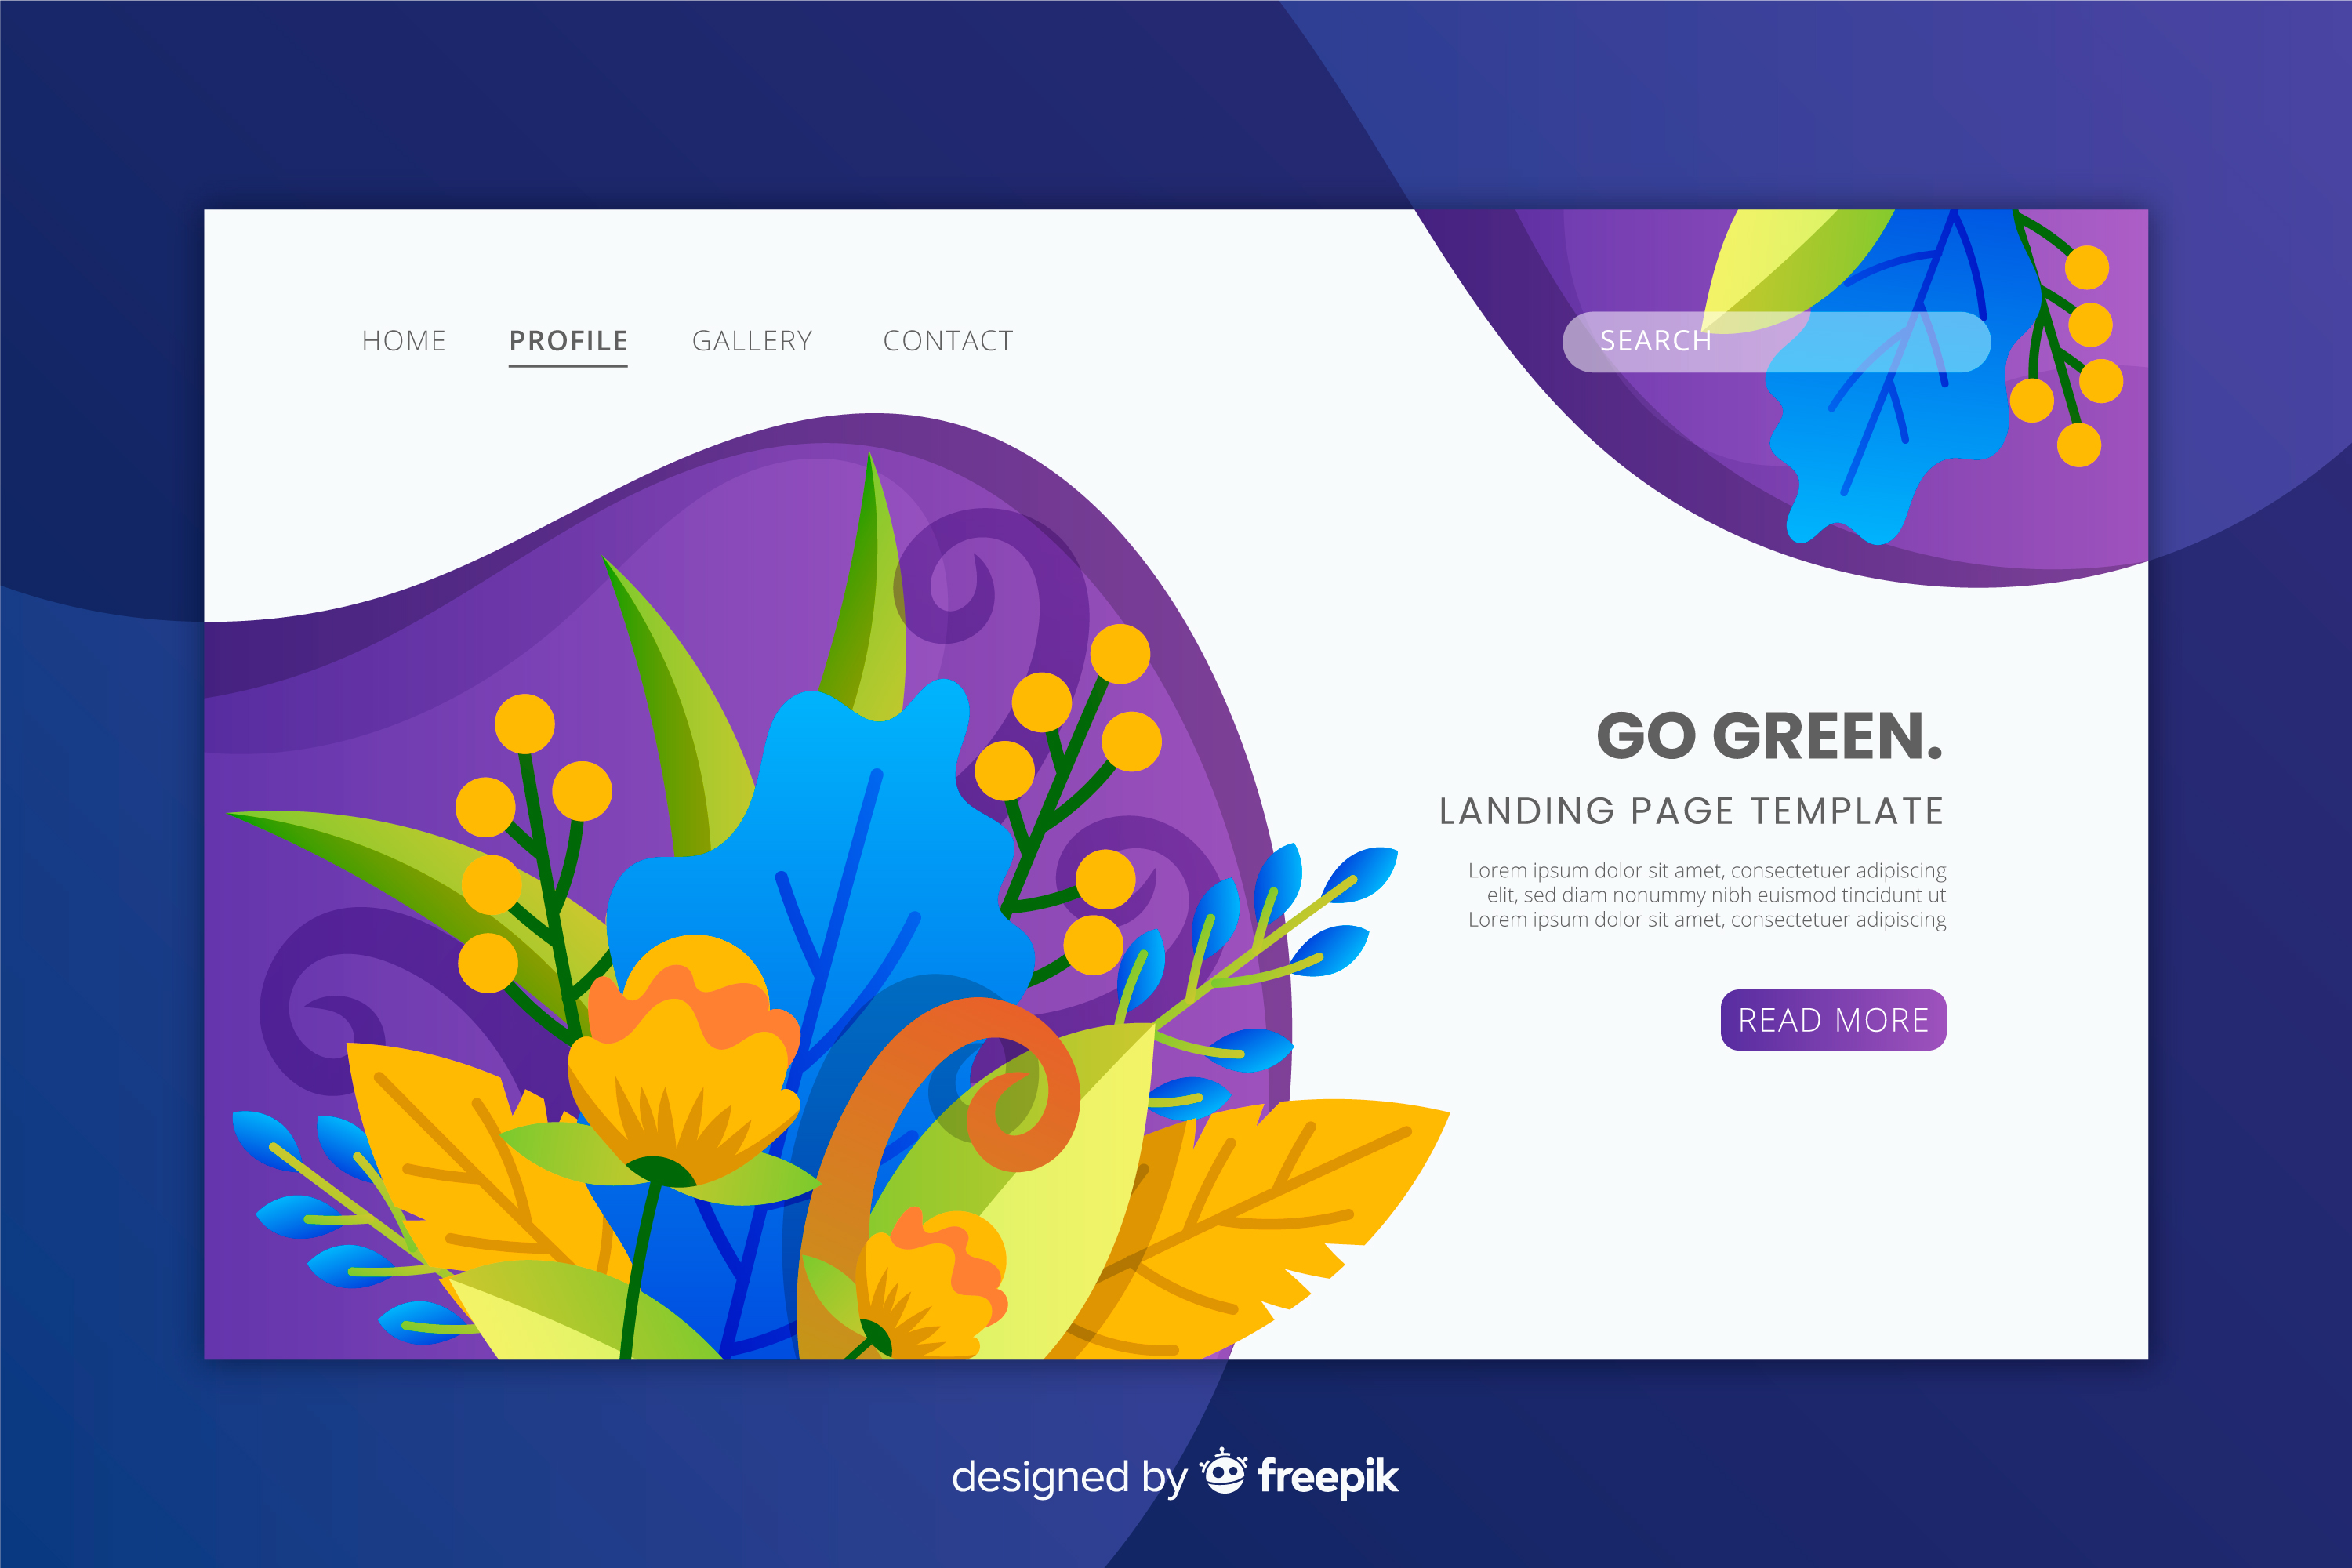 HOME PROFILE GALLERY CONTACT SEARCH
GO GREEN.
LANDING PAGE TEMPLATE
Lorem ipsum dolor sit amet, consectetuer adipiscing
elit, sed diam nonummy nibh euismod tincidunt ut
Lorem ipsum dolor sit amet, consectetuer adipiscing
READ MORE
designed by freepik